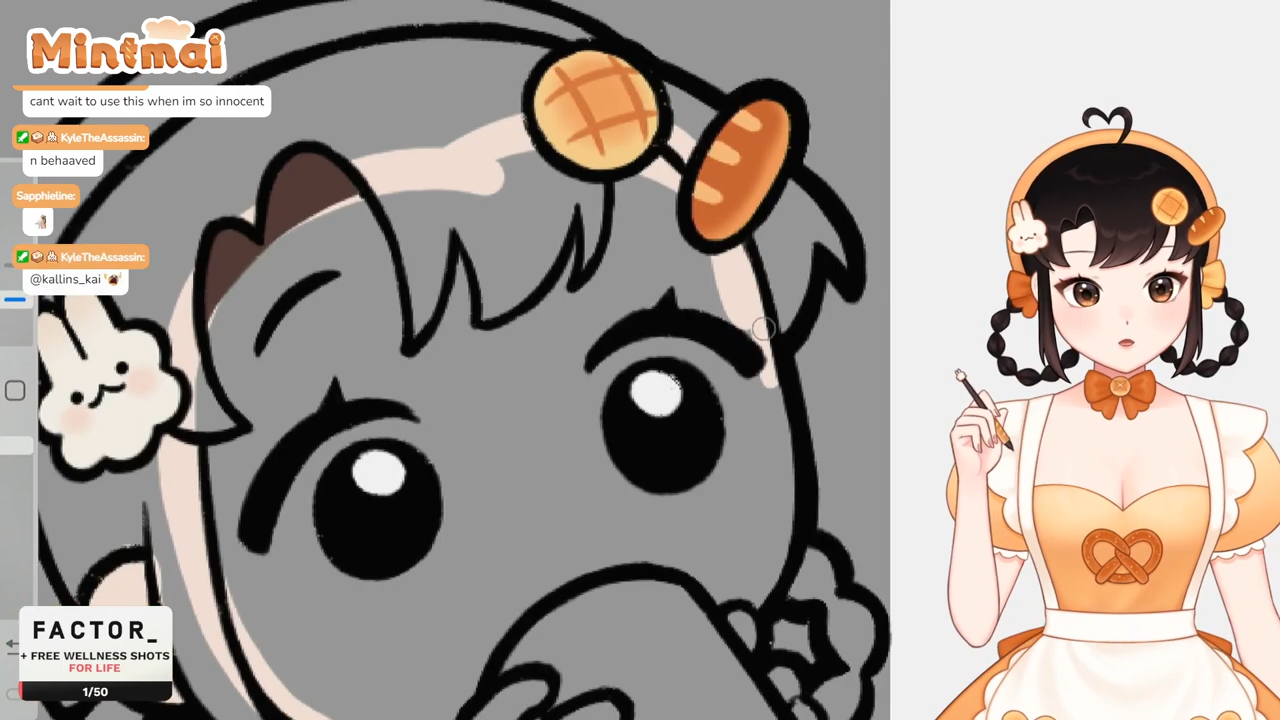 Mintmai
cant wait to use this when im so innocent
KyleTheAssassin:
n behaaved
Sapphieline:
KyleTheAssassin:
@kallins_kai
FACTOR_
+ FREE WELLNESS SHOTS
FOR LIFE
1/50